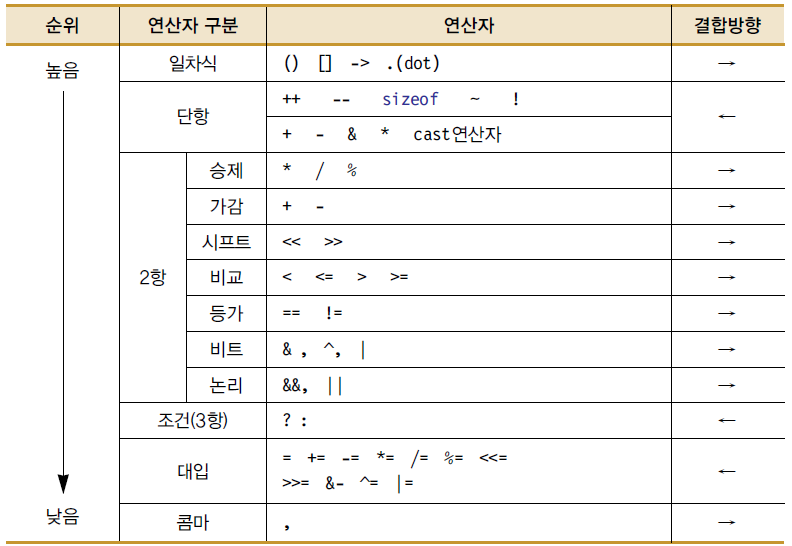 순위 연산자 구분 연산자 결합방향
높음 일차식 () [] -> .(dot) →
단항 ++ -- sizeof ~ ! ←
+ - & * cast연산자
2항 승제 * / % →
가감 + - →
시프트 << >> →
비교 < <= > >= →
등가 == != →
비트 & , ^, | →
논리 &&, || →
조건(3항) ? : ←
대입 = += -= *= /= %= <<= ←
>>= &- ^= |=
낮음 콤마 , →